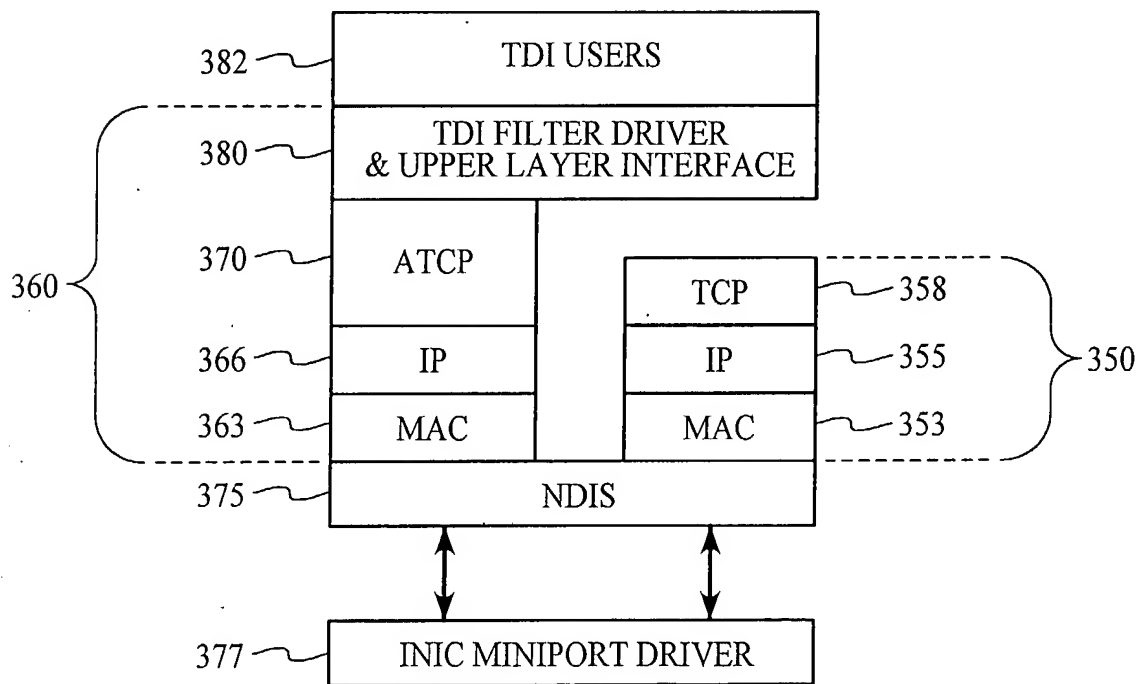 382
TDI USERS
380
TDI FILTER DRIVER
& UPPER LAYER INTERFACE
360
370
ATCP
TCP
358
366
IP
IP
355
350
363
MAC
MAC
353
375
NDIS
377
INIC MINIPORT DRIVER